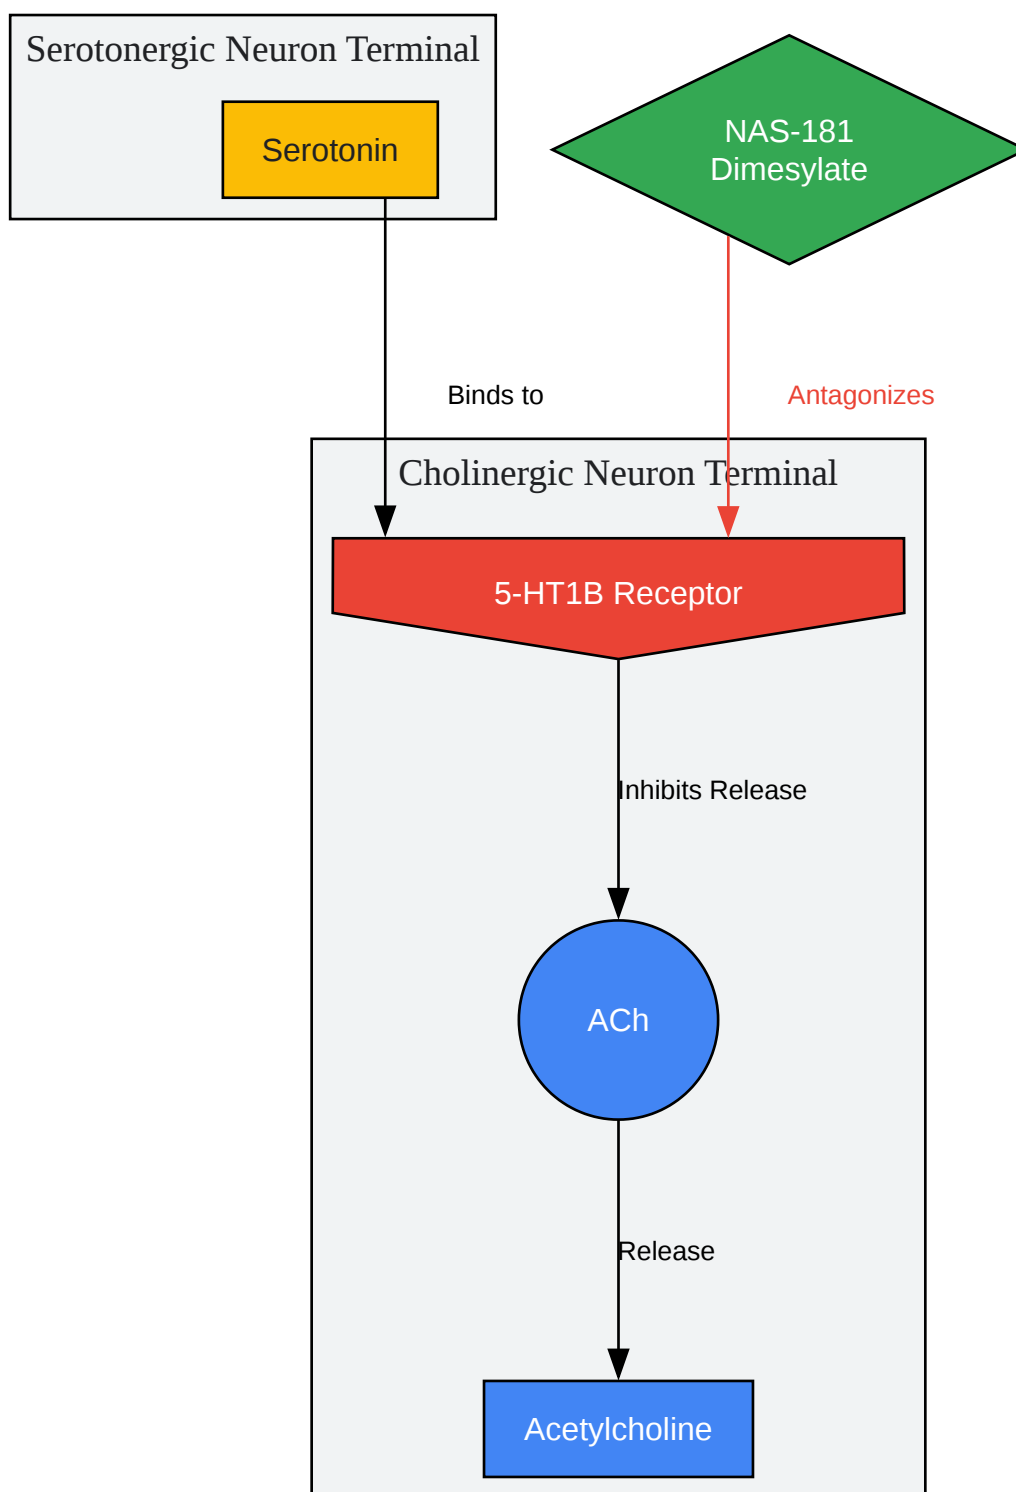 Serotonergic Neuron Terminal
Serotonin
NAS-181
Dimesylate
Binds to
Antagonizes
Cholinergic Neuron Terminal
5-HT1B Receptor
Inhibits Release
ACh
Release
Acetylcholine